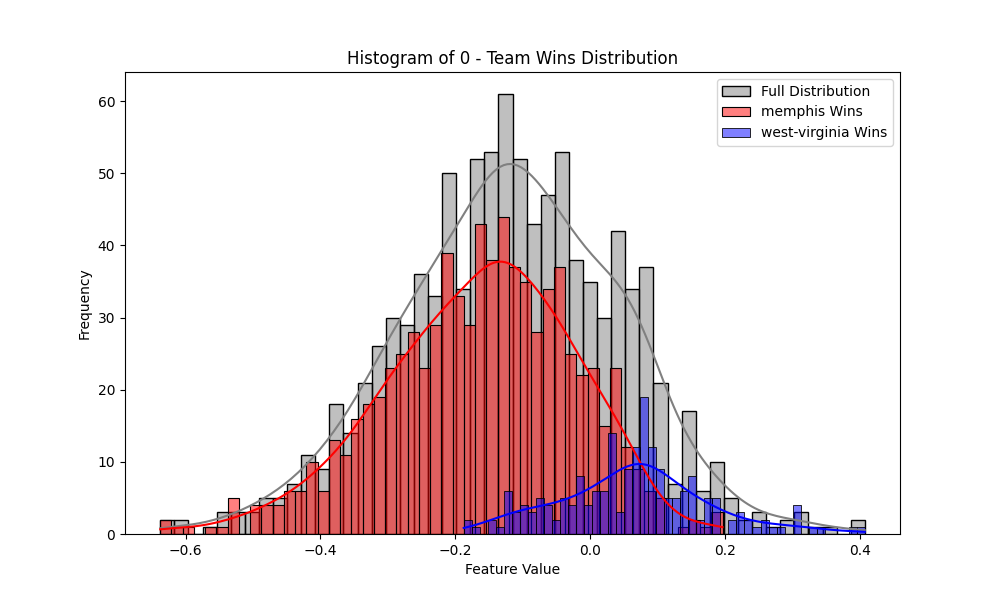 Histogram of 0 - Team Wins Distribution
Full Distribution
memphis Wins
west-virginia Wins
Frequency
60
50
40
30
20
10
0
−0.6
−0.4
−0.2
0.0
0.2
0.4
Feature Value